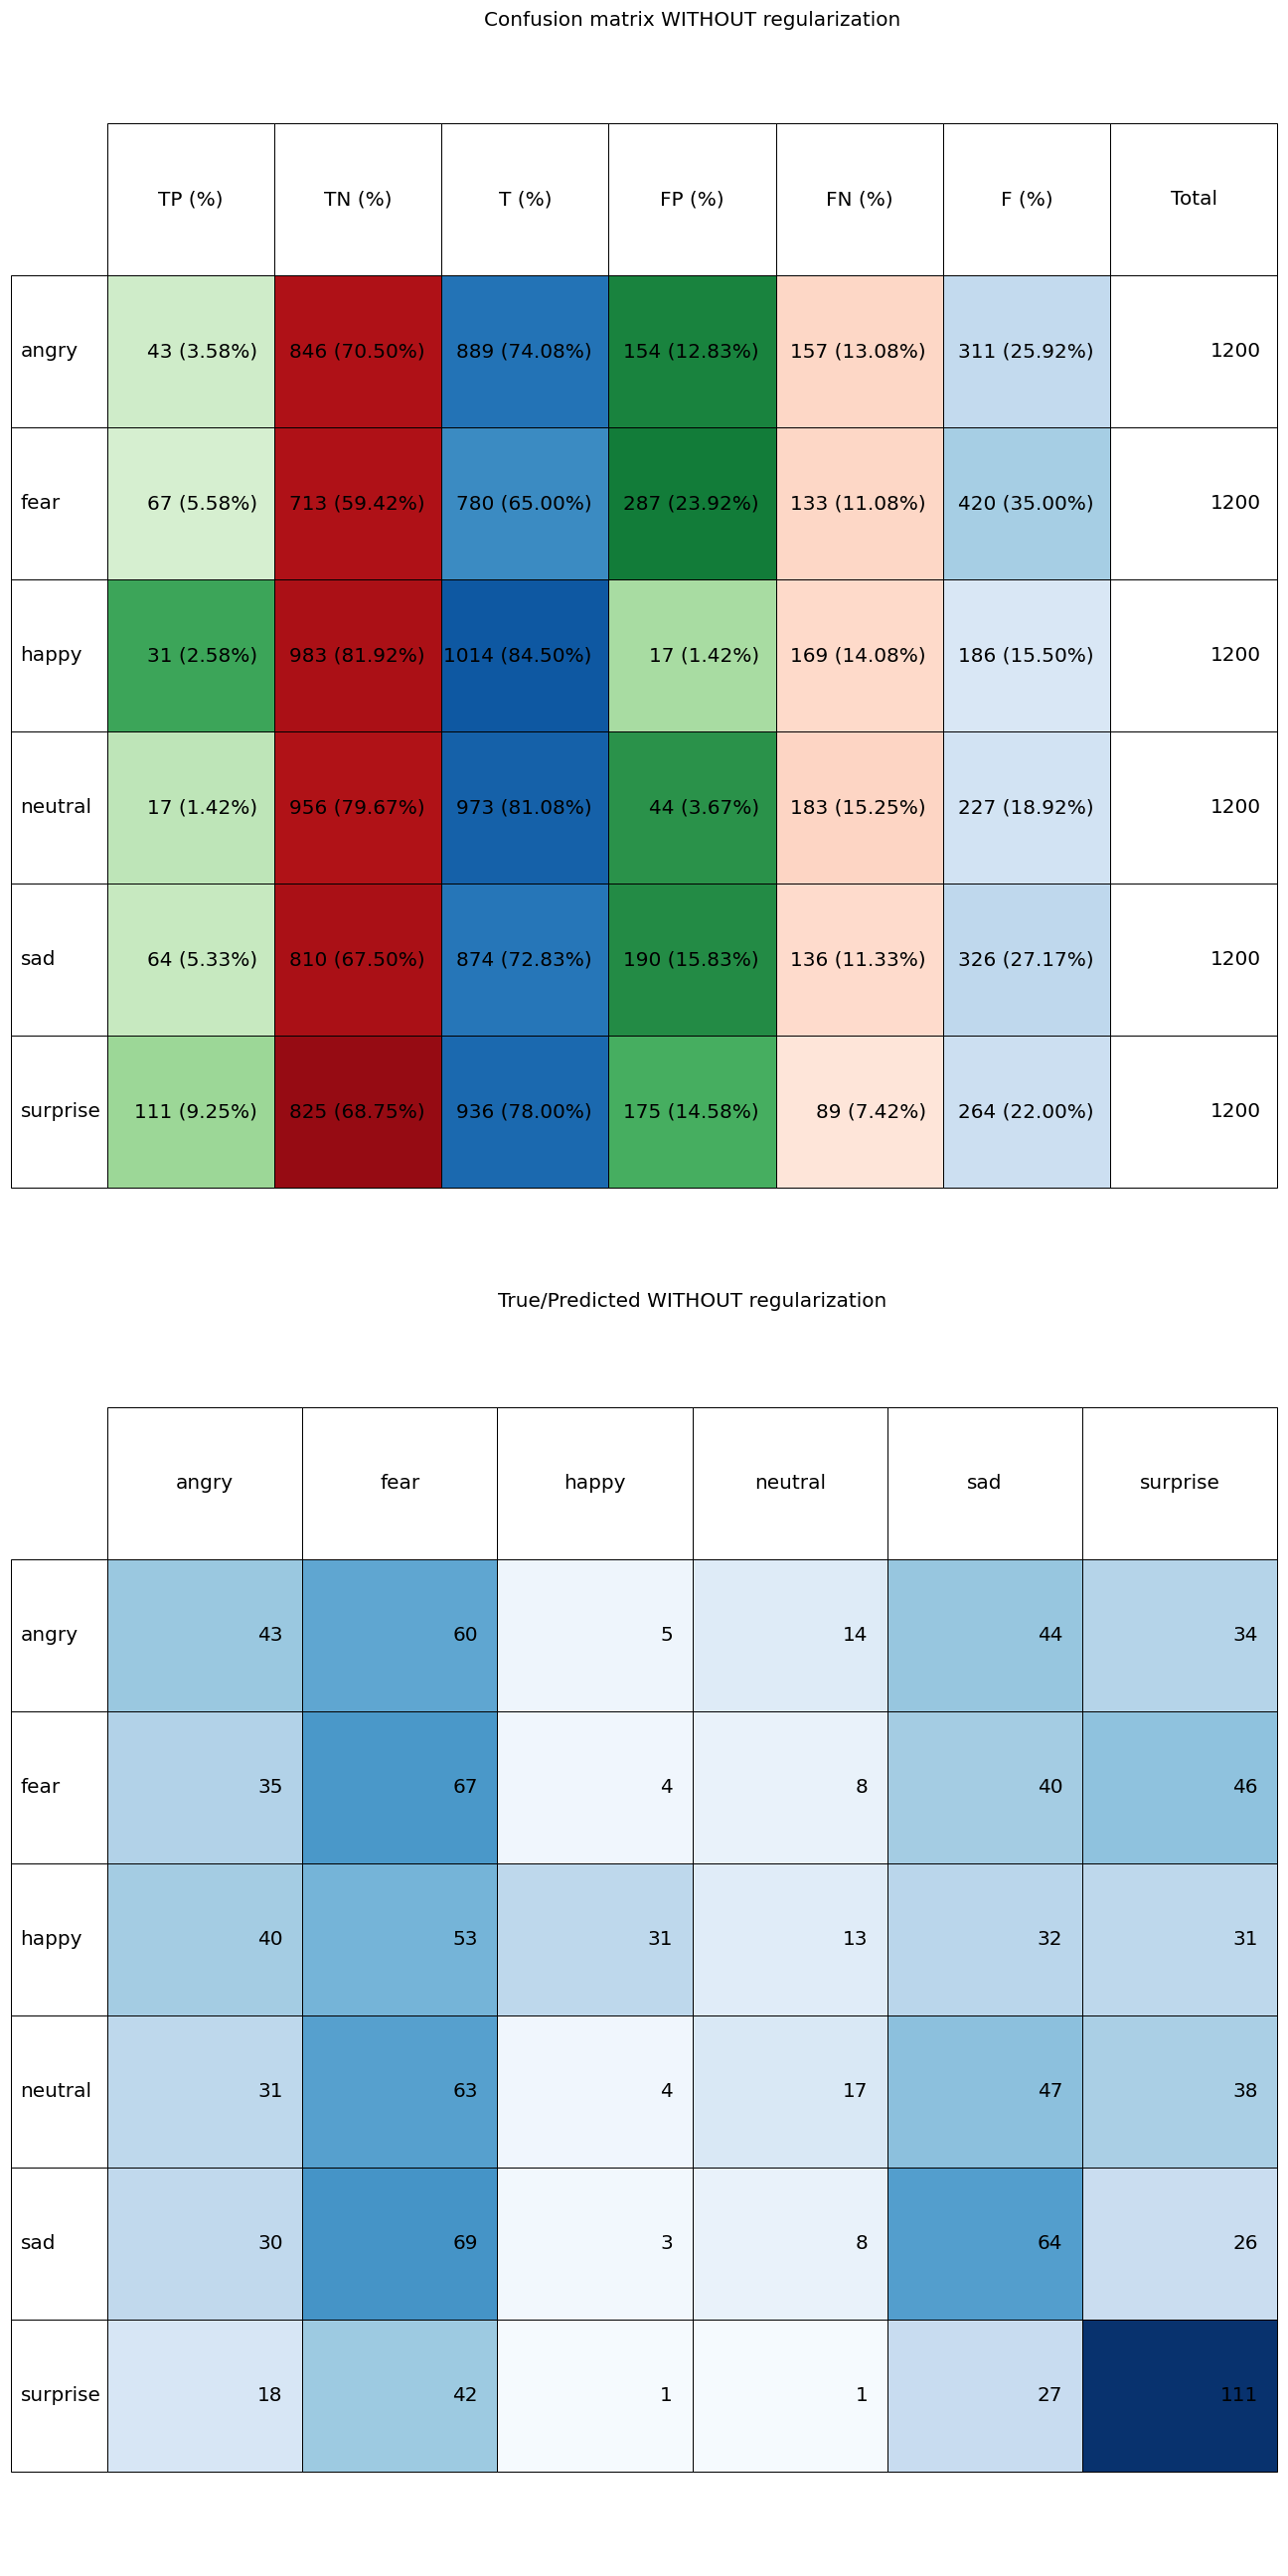 Confusion matrix WITHOUT regularization
TP (%) TN (%) T (%) FP (%) FN (%) F (%) Total
angry 43 (3.58%) 846 (70.50%) 889 (74.08%) 154 (12.83%) 157 (13.08%) 311 (25.92%) 1200
fear 67 (5.58%) 713 (59.42%) 780 (65.00%) 287 (23.92%) 133 (11.08%) 420 (35.00%) 1200
happy 31 (2.58%) 983 (81.92%) 1014 (84.50%) 17 (1.42%) 169 (14.08%) 186 (15.50%) 1200
neutral 17 (1.42%) 956 (79.67%) 973 (81.08%) 44 (3.67%) 183 (15.25%) 227 (18.92%) 1200
sad 64 (5.33%) 810 (67.50%) 874 (72.83%) 190 (15.83%) 136 (11.33%) 326 (27.17%) 1200
surprise 111 (9.25%) 825 (68.75%) 936 (78.00%) 175 (14.58%) 89 (7.42%) 264 (22.00%) 1200
True/Predicted WITHOUT regularization
angry fear happy neutral sad surprise
angry 43 60 5 14 44 34
fear 35 67 4 8 40 46
happy 40 53 31 13 32 31
neutral 31 63 4 17 47 38
sad 30 69 3 8 64 26
surprise 18 42 1 1 27 111